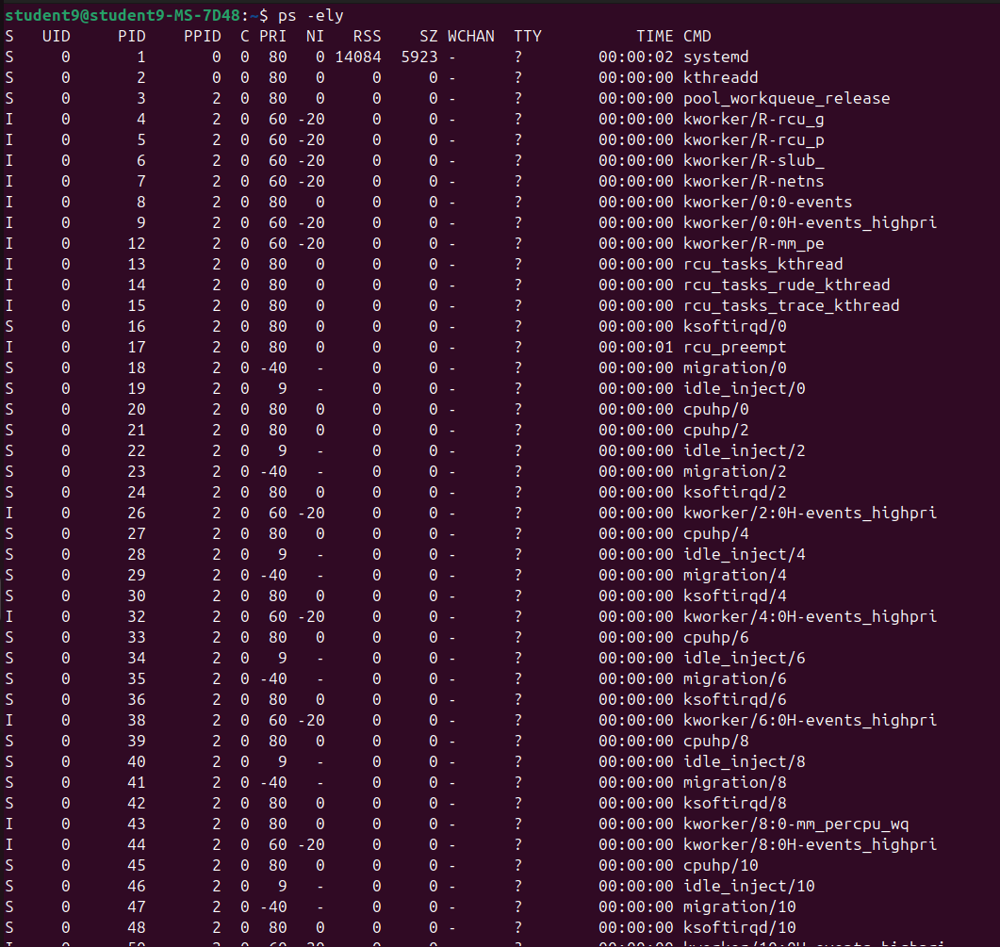 student9@student9-MS-7D48:~$ ps -ely
S   UID     PID    PPID  C PRI  NI   RSS    SZ WCHAN  TTY          TIME CMD
S     0       1       0  0  80   0 14084  5923 -      ?        00:00:02 systemd
S     0       2       0  0  80   0     0     0 -      ?        00:00:00 kthreadd
S     0       3       2  0  80   0     0     0 -      ?        00:00:00 pool_workqueue_release
I     0       4       2  0  60 -20     0     0 -      ?        00:00:00 kworker/R-rcu_g
I     0       5       2  0  60 -20     0     0 -      ?        00:00:00 kworker/R-rcu_p
I     0       6       2  0  60 -20     0     0 -      ?        00:00:00 kworker/R-slub_
I     0       7       2  0  60 -20     0     0 -      ?        00:00:00 kworker/R-netns
I     0       8       2  0  80   0     0     0 -      ?        00:00:00 kworker/0:0-events
I     0       9       2  0  60 -20     0     0 -      ?        00:00:00 kworker/0:0H-events_highpri
I     0      12       2  0  60 -20     0     0 -      ?        00:00:00 kworker/R-mm_pe
I     0      13       2  0  80   0     0     0 -      ?        00:00:00 rcu_tasks_kthread
I     0      14       2  0  80   0     0     0 -      ?        00:00:00 rcu_tasks_rude_kthread
I     0      15       2  0  80   0     0     0 -      ?        00:00:00 rcu_tasks_trace_kthread
S     0      16       2  0  80   0     0     0 -      ?        00:00:00 ksoftirqd/0
I     0      17       2  0  80   0     0     0 -      ?        00:00:01 rcu_preempt
S     0      18       2  0 -40   -     0     0 -      ?        00:00:00 migration/0
S     0      19       2  0   9   -     0     0 -      ?        00:00:00 idle_inject/0
S     0      20       2  0  80   0     0     0 -      ?        00:00:00 cpuhp/0
S     0      21       2  0  80   0     0     0 -      ?        00:00:00 cpuhp/2
S     0      22       2  0   9   -     0     0 -      ?        00:00:00 idle_inject/2
S     0      23       2  0 -40   -     0     0 -      ?        00:00:00 migration/2
S     0      24       2  0  80   0     0     0 -      ?        00:00:00 ksoftirqd/2
I     0      26       2  0  60 -20     0     0 -      ?        00:00:00 kworker/2:0H-events_highpri
S     0      27       2  0  80   0     0     0 -      ?        00:00:00 cpuhp/4
S     0      28       2  0   9   -     0     0 -      ?        00:00:00 idle_inject/4
S     0      29       2  0 -40   -     0     0 -      ?        00:00:00 migration/4
S     0      30       2  0  80   0     0     0 -      ?        00:00:00 ksoftirqd/4
I     0      32       2  0  60 -20     0     0 -      ?        00:00:00 kworker/4:0H-events_highpri
S     0      33       2  0  80   0     0     0 -      ?        00:00:00 cpuhp/6
S     0      34       2  0   9   -     0     0 -      ?        00:00:00 idle_inject/6
S     0      35       2  0 -40   -     0     0 -      ?        00:00:00 migration/6
S     0      36       2  0  80   0     0     0 -      ?        00:00:00 ksoftirqd/6
I     0      38       2  0  60 -20     0     0 -      ?        00:00:00 kworker/6:0H-events_highpri
S     0      39       2  0  80   0     0     0 -      ?        00:00:00 cpuhp/8
S     0      40       2  0   9   -     0     0 -      ?        00:00:00 idle_inject/8
S     0      41       2  0 -40   -     0     0 -      ?        00:00:00 migration/8
S     0      42       2  0  80   0     0     0 -      ?        00:00:00 ksoftirqd/8
I     0      43       2  0  80   0     0     0 -      ?        00:00:00 kworker/8:0-mm_percpu_wq
I     0      44       2  0  60 -20     0     0 -      ?        00:00:00 kworker/8:0H-events_highpri
S     0      45       2  0  80   0     0     0 -      ?        00:00:00 cpuhp/10
S     0      46       2  0   9   -     0     0 -      ?        00:00:00 idle_inject/10
S     0      47       2  0 -40   -     0     0 -      ?        00:00:00 migration/10
S     0      48       2  0  80   0     0     0 -      ?        00:00:00 ksoftirqd/10